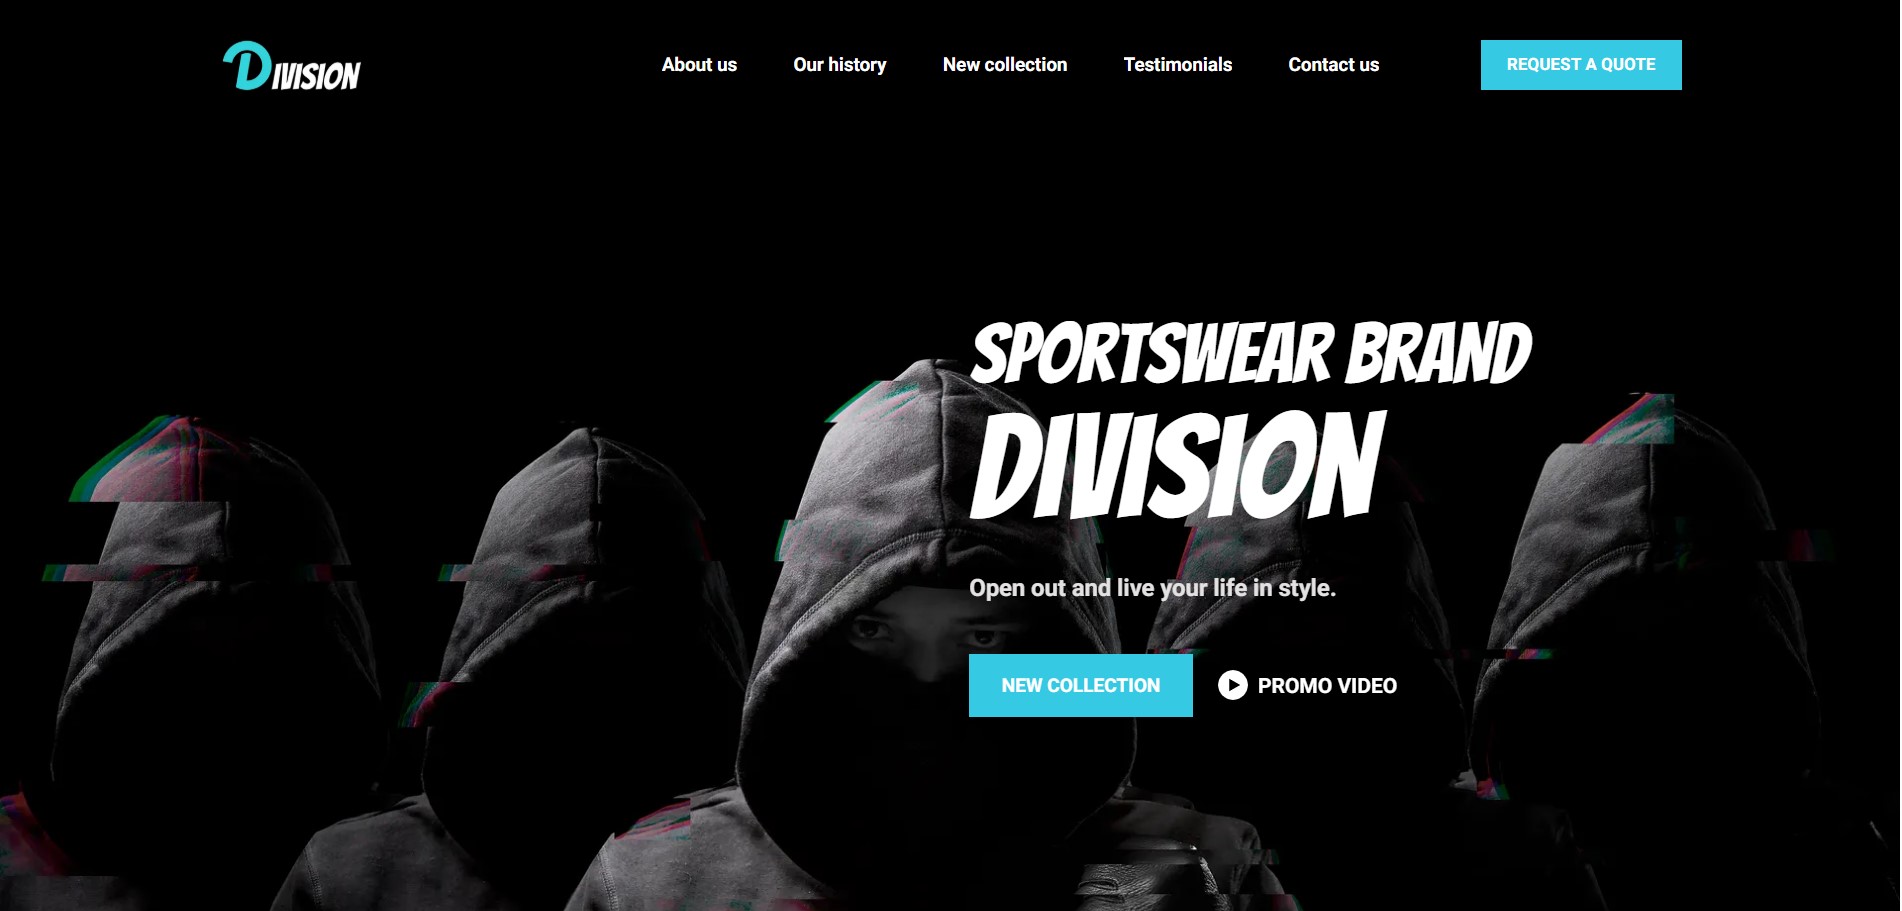 DIVISION
About us
Our history
New collection
Testimonials
Contact us
REQUEST A QUOTE
SPORTSWEAR BRAND
DIVISION
Open out and live your life in style.
NEW COLLECTION
PROMO VIDEO